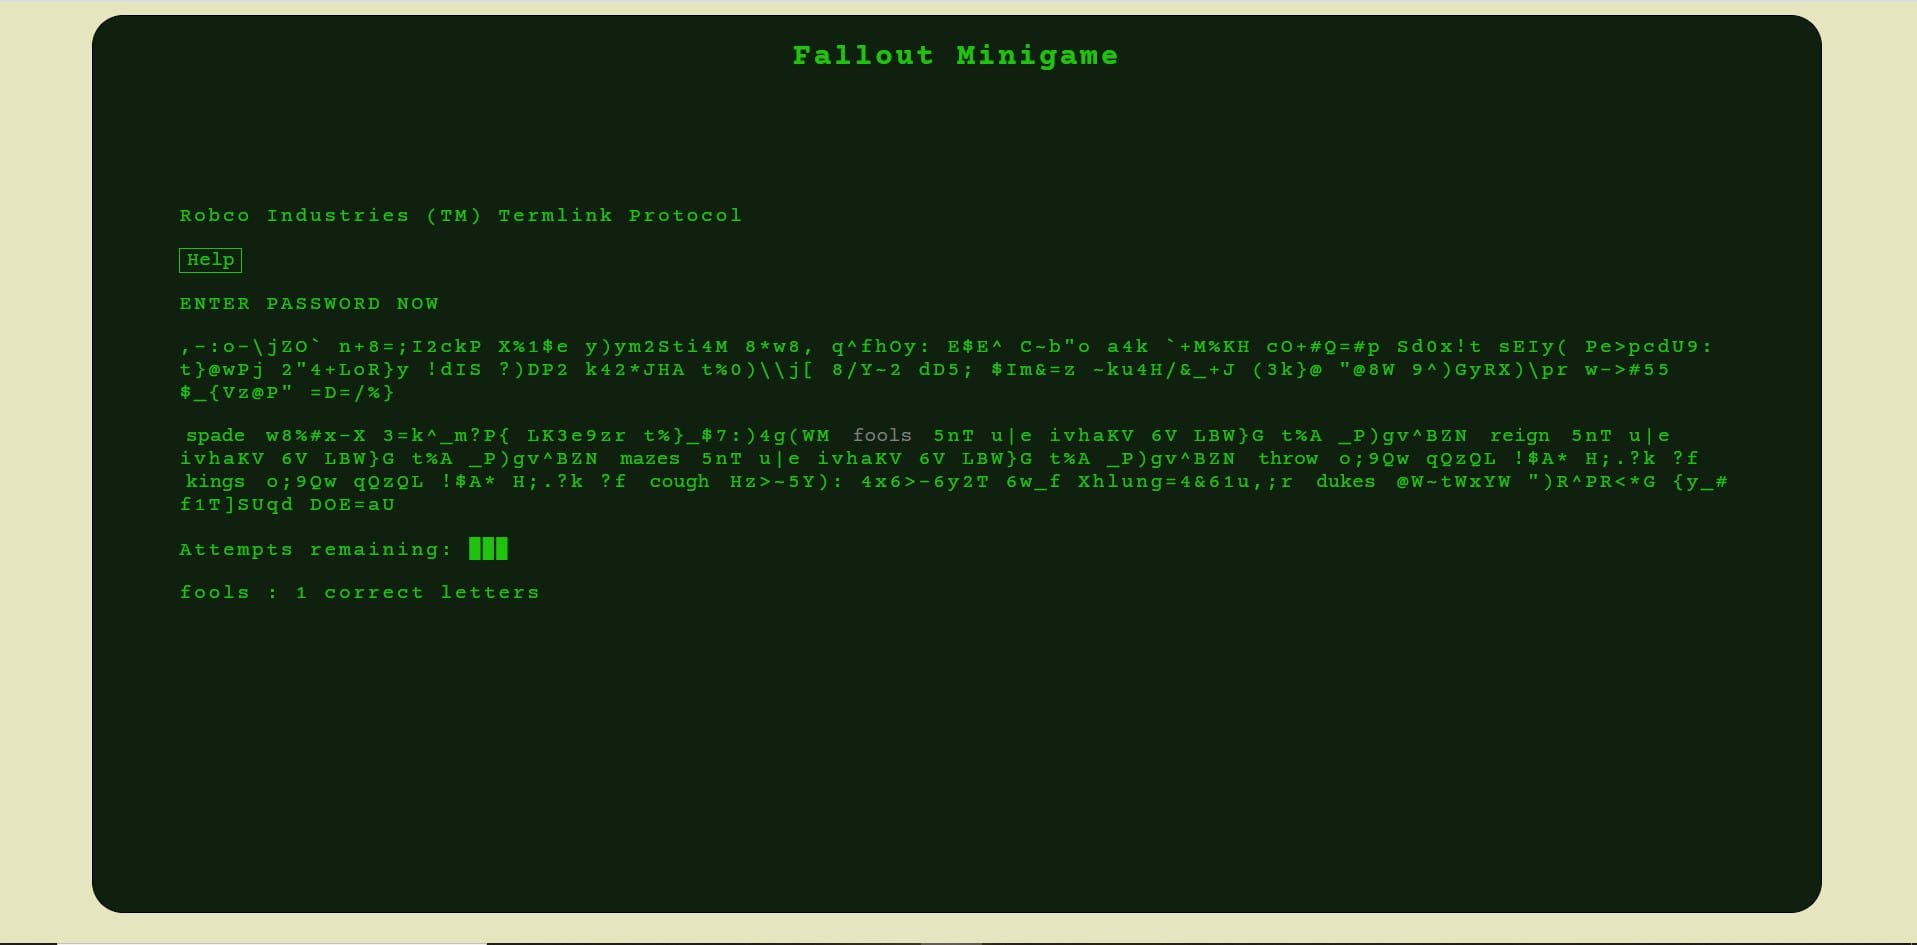 Fallout Minigame
Robco Industries (TM) Termlink Protocol
Help
ENTER PASSWORD NOW
,-:o-\jZO` n+8=;I2ckP X%1$e y)ym2Sti4M 8*w8, q^fhOy: E$E^ C~b"o a4k `+M%KH cO+#Q=#p Sd0x!t sEIy( Pe>pcdU9:
t}@wPj 2"4+LoR}y !dIS ?)DP2 k42*JHA t%0)\\j[ 8/Y~2 dD5; $Im&=z ~ku4H/&_+J (3k}@ "@8W 9^)GyRX)\pr w->#55
$_{Vz@P" =D=/%}
spade w8%#x-X 3=k^_m?P{ LK3e9zr t%}_$7:)4g(WM fools 5nT u|e ivhaKV 6V LBW}G t%A _P)gv^BZN reign 5nT u|e
ivhaKV 6V LBW}G t%A _P)gv^BZN mazes 5nT u|e ivhaKV 6V LBW}G t%A _P)gv^BZN throw o;9Qw qQzQL !$A* H;.?k ?f
kings o;9Qw qQzQL !$A* H;.?k ?f cough Hz>~5Y): 4x6>-6y2T 6w_f Xhlung=4&61u,;r dukes @W~tWxYW ")R^PR<*G {y_#
f1T]SUqd DOE=aU
Attempts remaining: ███
fools : 1 correct letters